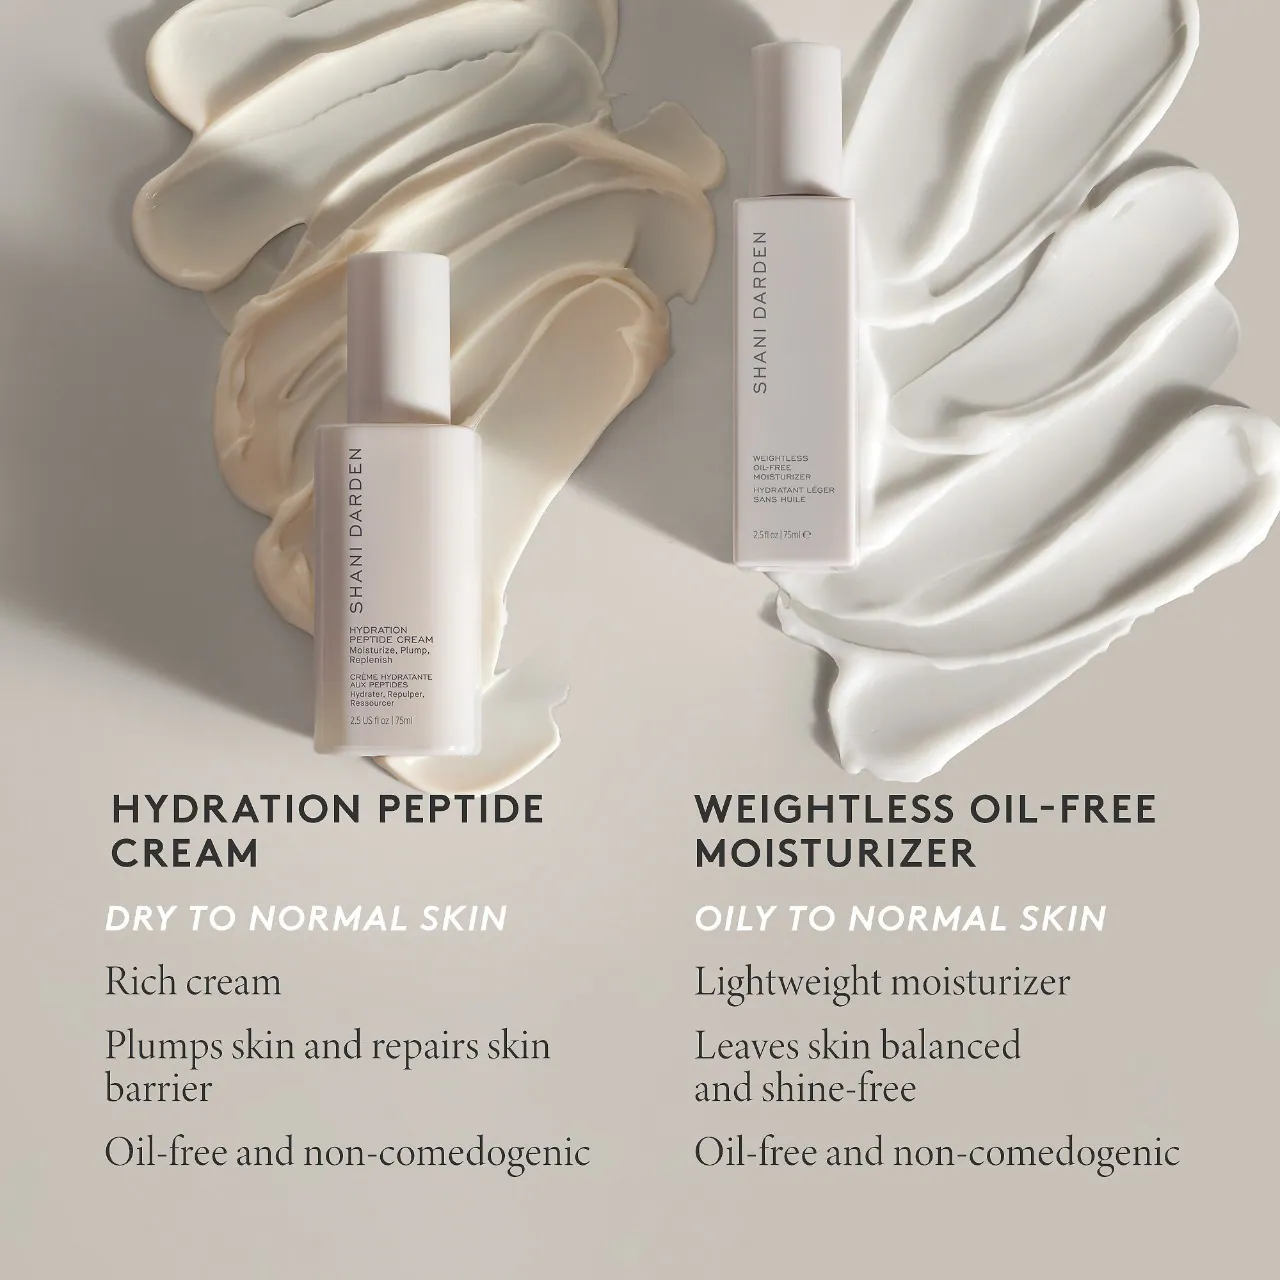 SHANI DARDEN
HYDRATION
PEPTIDE CREAM
Moisturize, Plump,
Replenish
CRÈME HYDRATANTE
AUX PEPTIDES
Hydrater, Repulper,
Ressourcer
2.5 US fl oz | 75ml
SHANI DARDEN
WEIGHTLESS
OIL-FREE
MOISTURIZER
HYDRATANT LÉGER
SANS HUILE
2.5 fl oz | 75ml ℮
HYDRATION PEPTIDE
CREAM
DRY TO NORMAL SKIN
Rich cream
Plumps skin and repairs skin
barrier
Oil-free and non-comedogenic
WEIGHTLESS OIL-FREE
MOISTURIZER
OILY TO NORMAL SKIN
Lightweight moisturizer
Leaves skin balanced
and shine-free
Oil-free and non-comedogenic